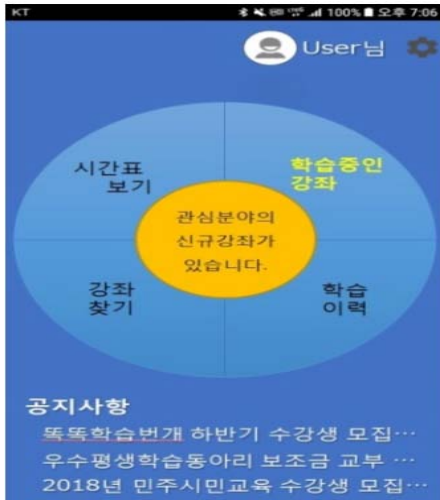 KT 100% 오후 7:06
User님
시간표
보기
학습중인
강좌
관심분야의
신규강좌가
있습니다.
강좌
찾기
학습
이력
공지사항
똑똑학습번개 하반기 수강생 모집…
우수평생학습동아리 보조금 교부 …
2018년 민주시민교육 수강생 모집…